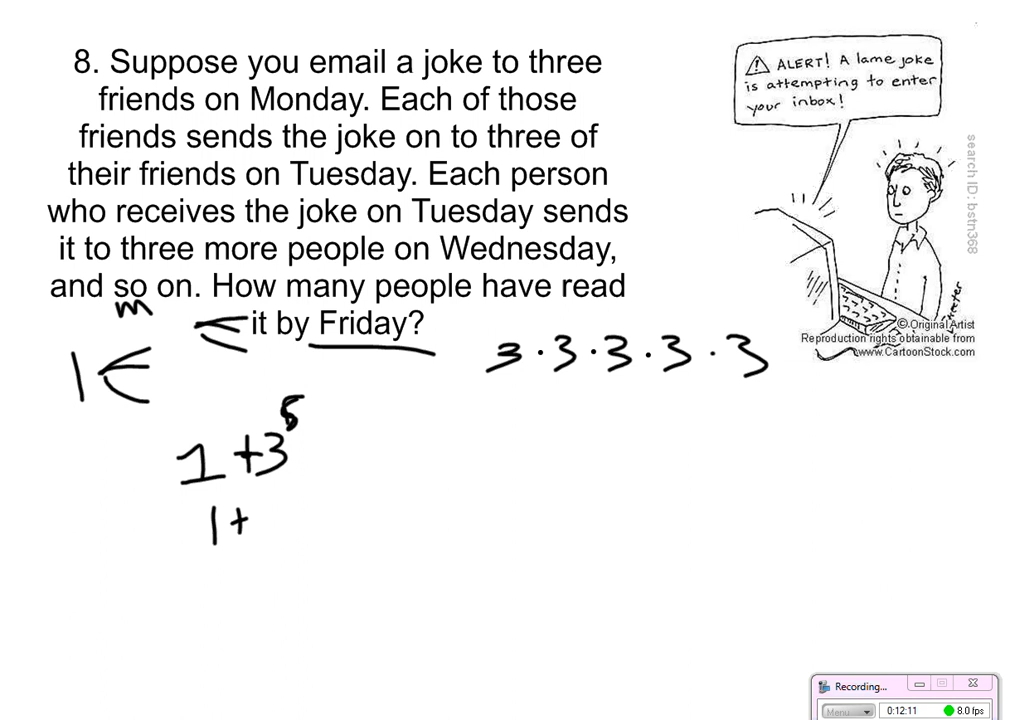 8. Suppose you email a joke to three
friends on Monday. Each of those
friends sends the joke on to three of
their friends on Tuesday. Each person
who receives the joke on Tuesday sends
it to three more people on Wednesday,
and so on. How many people have read
it by Friday?
ALERT! A lame joke
is attempting to enter
your inbox!
search ID: bstn368
© Original Artist
Reproduction rights obtainable from
www.CartoonStock.com
m
1
3 · 3 · 3 · 3 · 3
1 + 3⁵
1 +
Recording...
Menu
0:12:11
8.0 fps